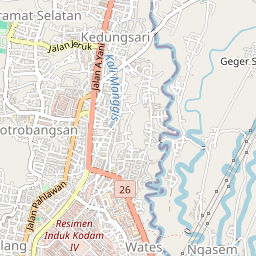 ramat Selatan
Kedungsari
Jalan Jeruk
Jalan A.Yani
Kali Manggis
Geger S
otrobangsan
Jalan Pahlawan
26
Resimen
Induk Kodam
IV
lang
Wates
Ngasem